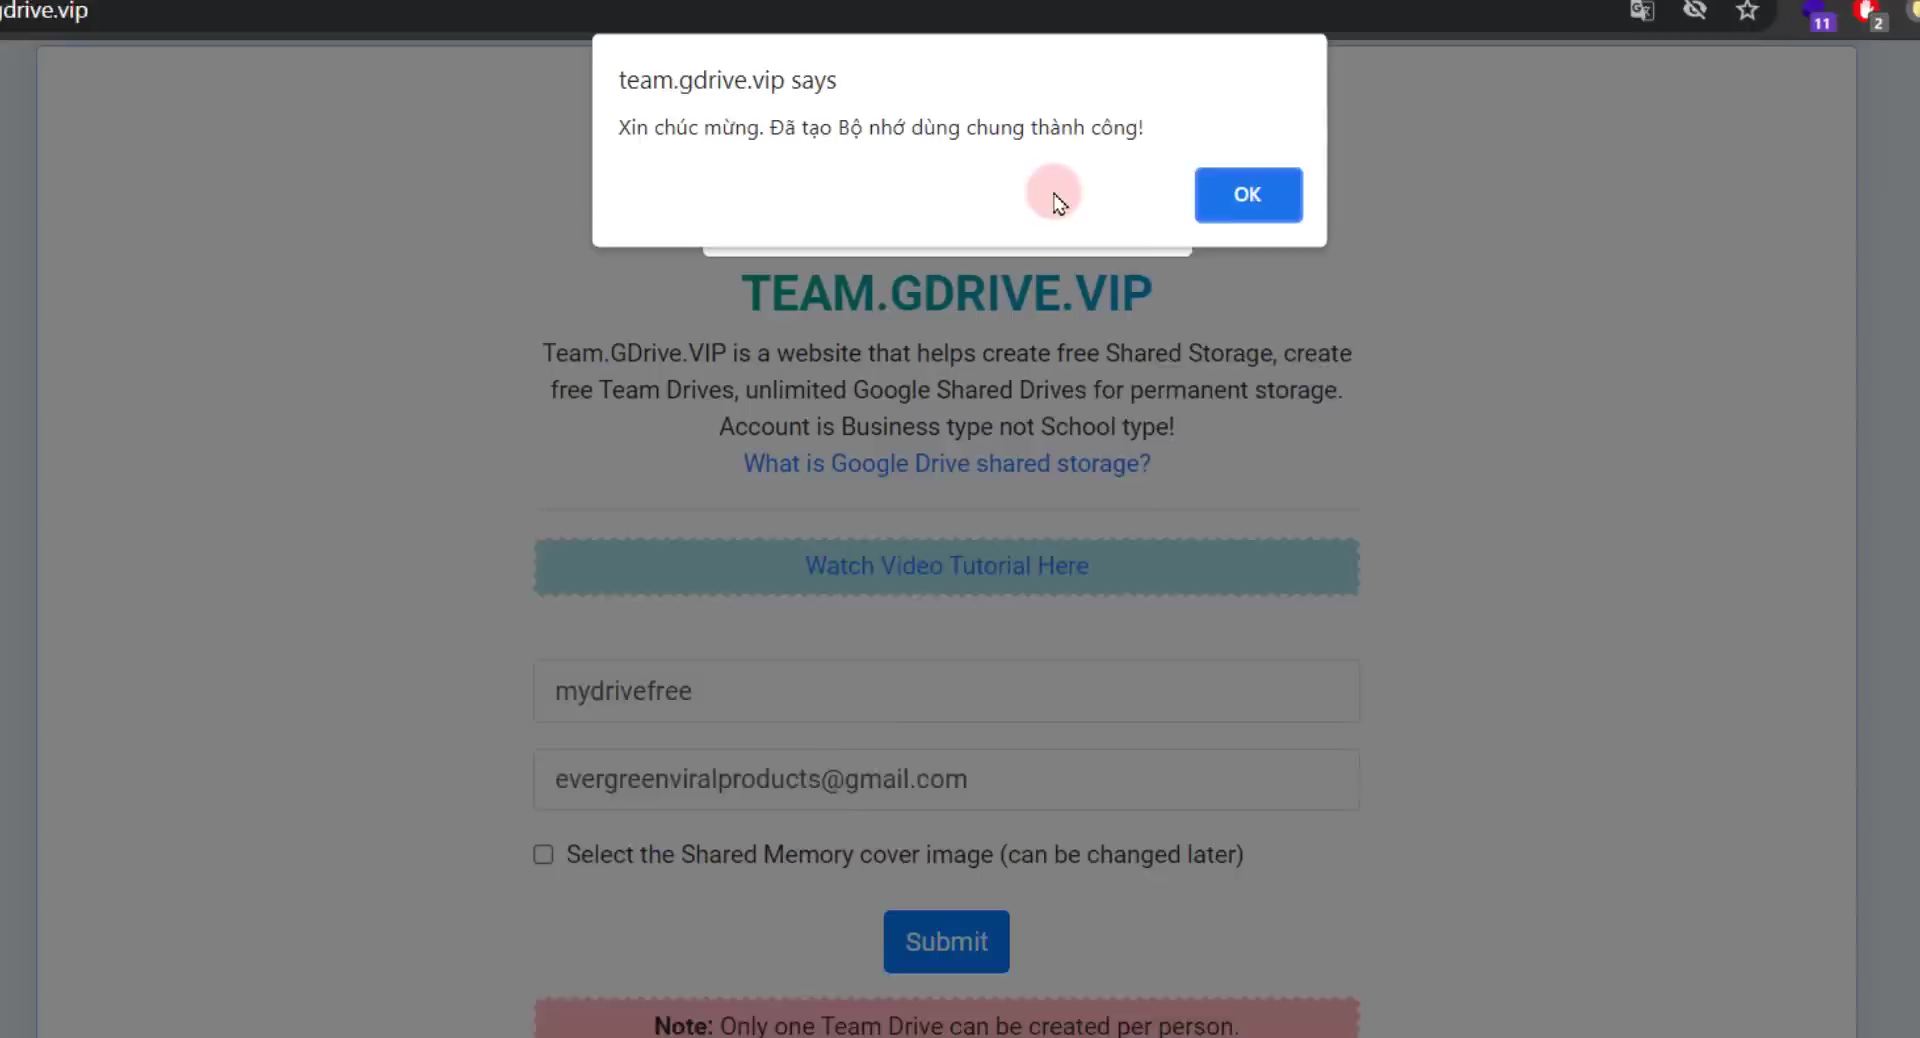 gdrive.vip
11
2
team.gdrive.vip says
Xin chúc mừng. Đã tạo Bộ nhớ dùng chung thành công!
OK
TEAM.GDRIVE.VIP
Team.GDrive.VIP is a website that helps create free Shared Storage, create
free Team Drives, unlimited Google Shared Drives for permanent storage.
Account is Business type not School type!
What is Google Drive shared storage?
Watch Video Tutorial Here
mydrivefree
evergreenviralproducts@gmail.com
Select the Shared Memory cover image (can be changed later)
Submit
Note: Only one Team Drive can be created per person.